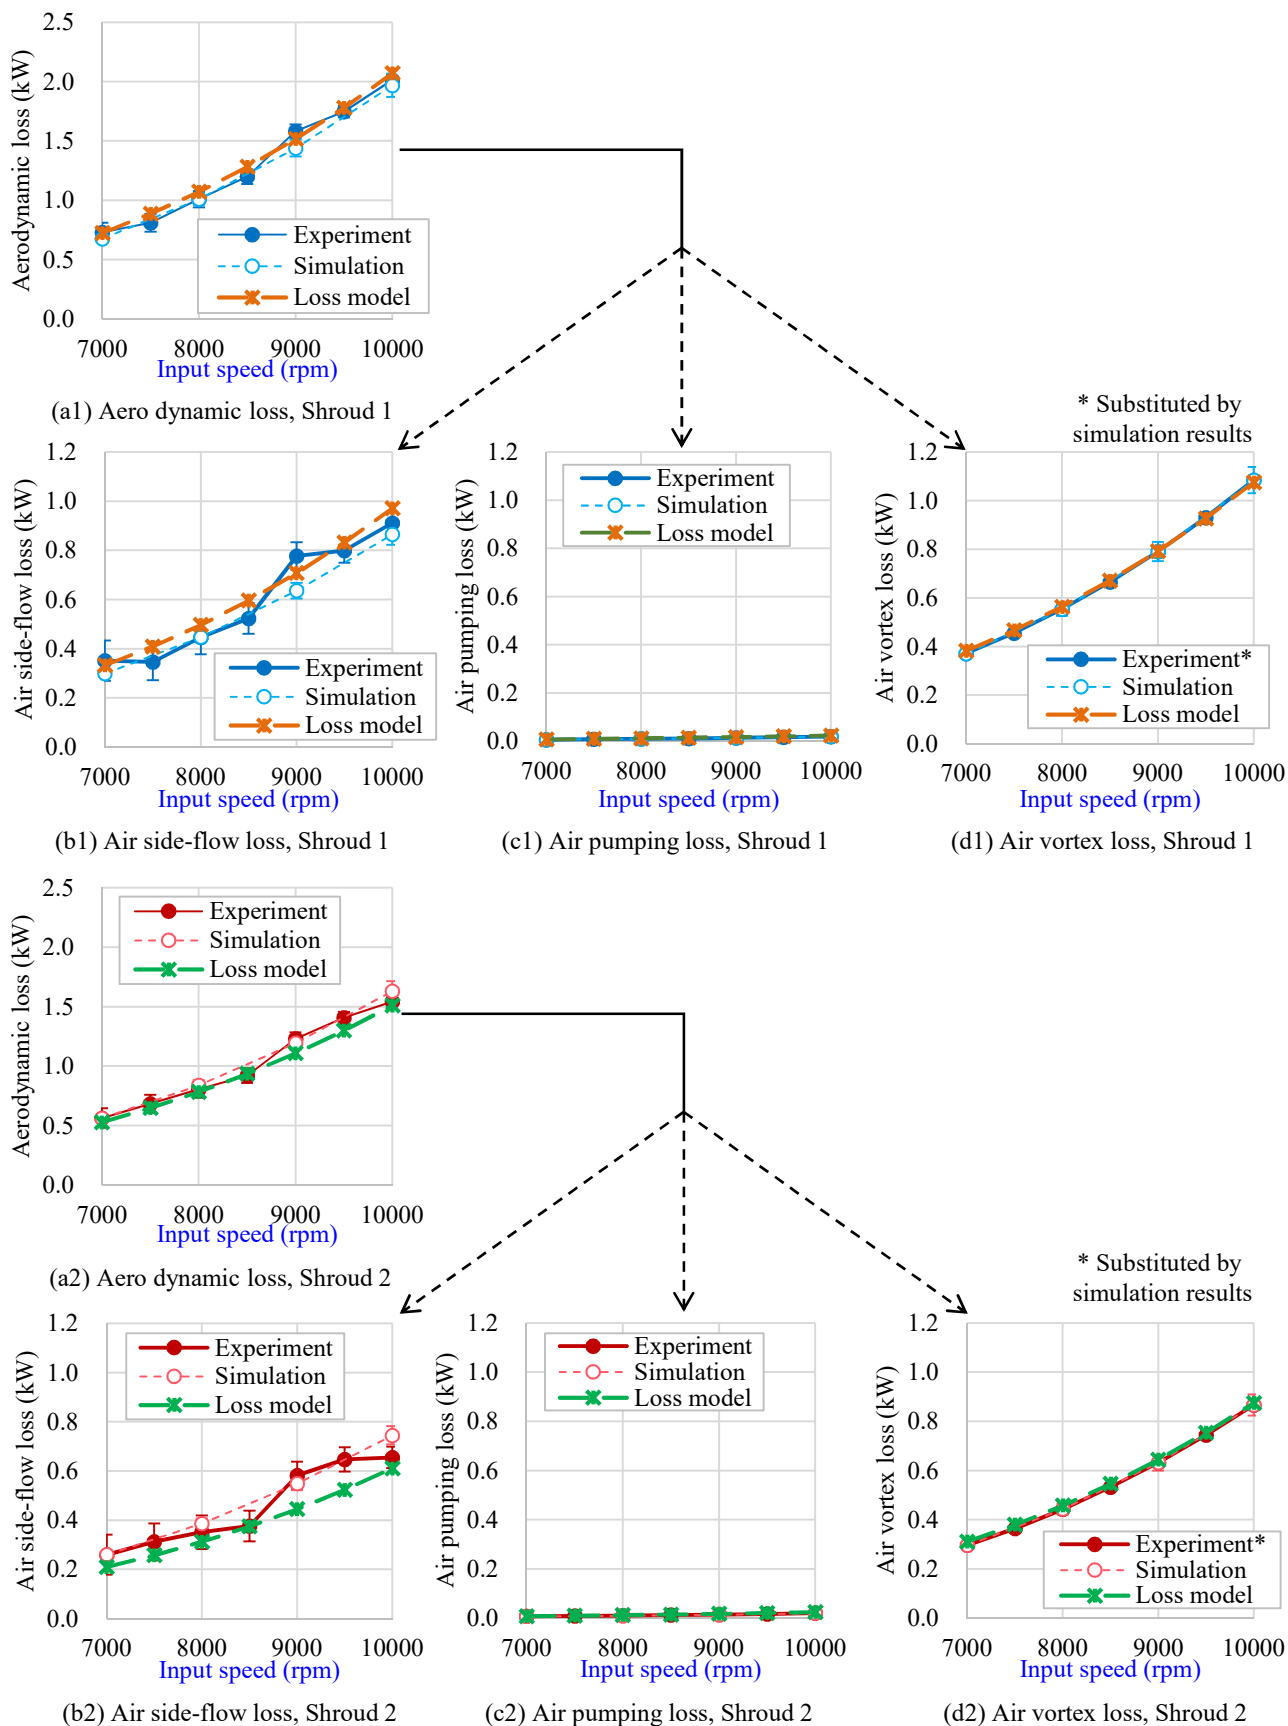 Aerodynamic loss (kW)
2.5
2.0
1.5
1.0
0.5
0.0
Experiment
Simulation
Loss model
7000 8000 9000 10000
Input speed (rpm)
(a1) Aero dynamic loss, Shroud 1
* Substituted by
simulation results
Air side-flow loss (kW)
1.2
1.0
0.8
0.6
0.4
0.2
0.0
Experiment
Simulation
Loss model
7000 8000 9000 10000
Input speed (rpm)
(b1) Air side-flow loss, Shroud 1
Air pumping loss (kW)
1.2
1.0
0.8
0.6
0.4
0.2
0.0
Experiment
Simulation
Loss model
7000 8000 9000 10000
Input speed (rpm)
(c1) Air pumping loss, Shroud 1
Air vortex loss (kW)
1.2
1.0
0.8
0.6
0.4
0.2
0.0
Experiment*
Simulation
Loss model
7000 8000 9000 10000
Input speed (rpm)
(d1) Air vortex loss, Shroud 1
Aerodynamic loss (kW)
2.5
2.0
1.5
1.0
0.5
0.0
Experiment
Simulation
Loss model
7000 8000 9000 10000
Input speed (rpm)
(a2) Aero dynamic loss, Shroud 2
* Substituted by
simulation results
Air side-flow loss (kW)
1.2
1.0
0.8
0.6
0.4
0.2
0.0
Experiment
Simulation
Loss model
7000 8000 9000 10000
Input speed (rpm)
(b2) Air side-flow loss, Shroud 2
Air pumping loss (kW)
1.2
1.0
0.8
0.6
0.4
0.2
0.0
Experiment
Simulation
Loss model
7000 8000 9000 10000
Input speed (rpm)
(c2) Air pumping loss, Shroud 2
Air vortex loss (kW)
1.2
1.0
0.8
0.6
0.4
0.2
0.0
Experiment*
Simulation
Loss model
7000 8000 9000 10000
Input speed (rpm)
(d2) Air vortex loss, Shroud 2